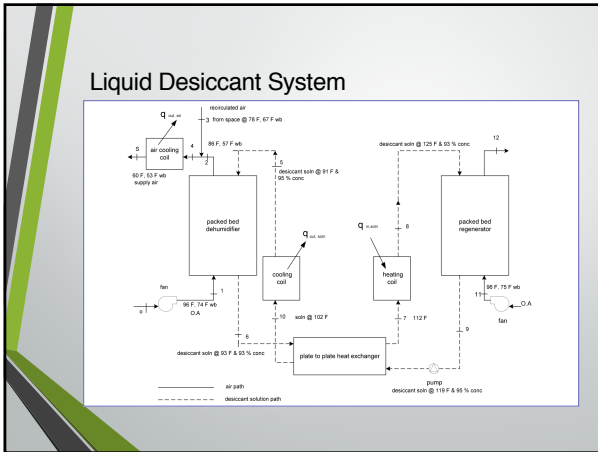 Liquid Desiccant System
q out, air
recirculated air
3 from space @ 78 F, 67 F wb
12
S
air cooling
coil
4
86 F, 57 F wb
2
desiccant soln @ 125 F & 93 % conc
60 F, 53 F wb
supply air
5
desiccant soln @ 91 F &
95 % conc
packed bed
dehumidifier
q out, soln
q in,soln
8
packed bed
regenerator
cooling
coil
heating
coil
fan
1
96 F, 74 F wb
O.A
o
96 F, 75 F wb
11
O.A
fan
10
soln @ 102 F
7
112 F
9
6
desiccant soln @ 93 F & 93 % conc
plate to plate heat exchanger
pump
desiccant soln @ 119 F & 95 % conc
air path
desiccant solution path